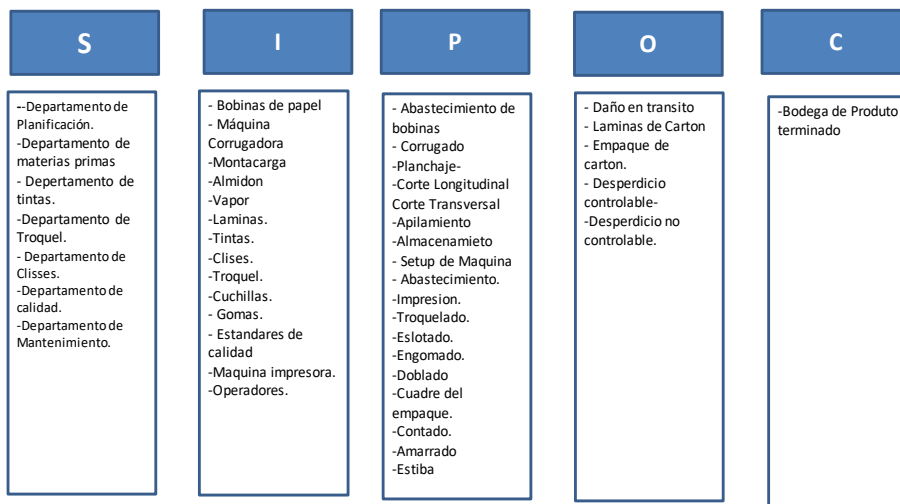 S
--Departamento de
Planificación.
-Departamento de
materias primas
- Depertamento de
tintas.
-Departamento de
Troquel.
- Departamento de
Clisses.
-Departamento de
calidad.
-Departamento de
Mantenimiento.
I
- Bobinas de papel
- Máquina
Corrugadora
-Montacarga
-Almidon
-Vapor
-Laminas.
-Tintas.
-Clises.
-Troquel.
-Cuchillas.
- Gomas.
- Estandares de
calidad
-Maquina impresora.
-Operadores.
P
- Abastecimiento de
bobinas
- Corrugado
-Planchaje-
-Corte Longitudinal
Corte Transversal
-Apilamiento
-Almacenamieto
- Setup de Maquina
- Abastecimiento.
-Impresion.
-Troquelado.
-Eslotado.
-Engomado.
-Doblado
-Cuadre del
empaque.
-Contado.
-Amarrado
-Estiba
O
- Daño en transito
- Laminas de Carton
- Empaque de
carton.
- Desperdicio
controlable-
-Desperdicio no
controlable.
C
-Bodega de Produto
terminado